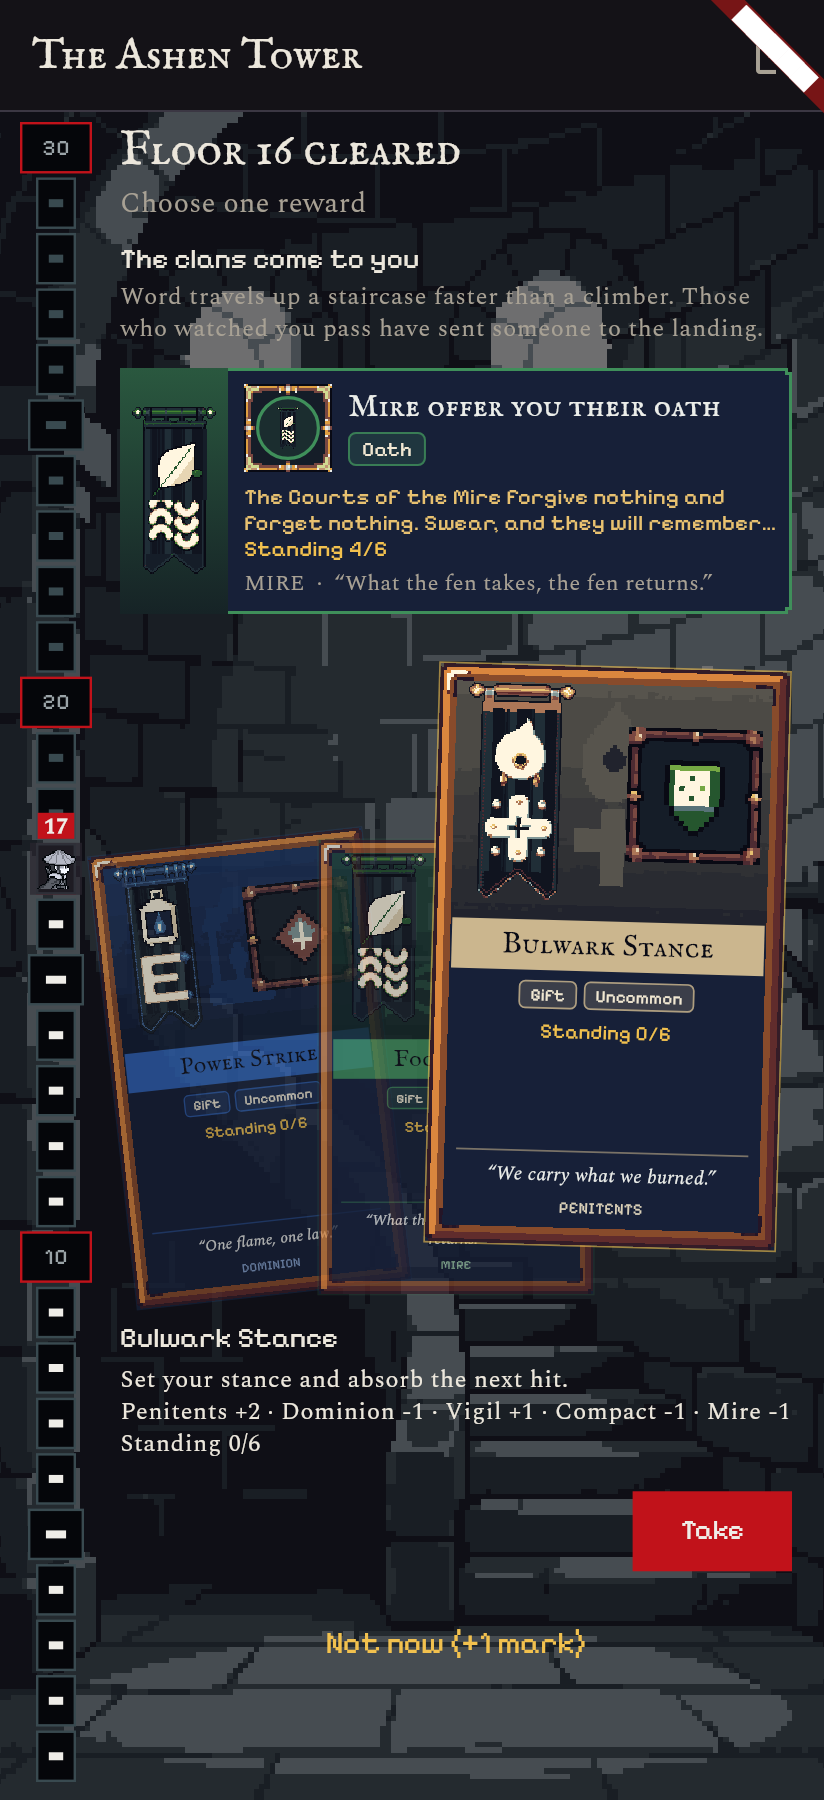 The Ashen Tower
30
Floor 16 cleared
Choose one reward
The clans come to you
Word travels up a staircase faster than a climber. Those
who watched you pass have sent someone to the landing.
Mire offer you their oath
Oath
The Courts of the Mire forgive nothing and
forget nothing. Swear, and they will remember...
Standing 4/6
MIRE · “What the fen takes, the fen returns.”
20
17
10
E
Power Strike
Gift Uncommon
Standing 0/6
“One flame, one law.”
DOMINION
Gift
“What th
MIRE
Bulwark Stance
Gift Uncommon
Standing 0/6
“We carry what we burned.”
PENITENTS
Bulwark Stance
Set your stance and absorb the next hit.
Penitents +2 · Dominion -1 · Vigil +1 · Compact -1 · Mire -1
Standing 0/6
Take
Not now (+1 mark)